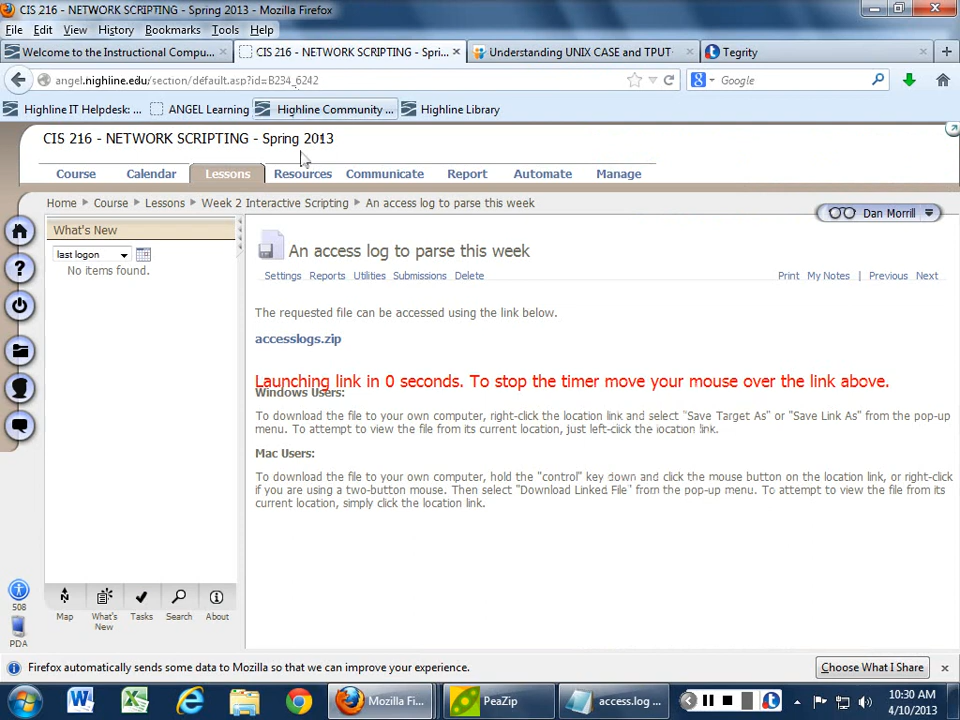 CIS 216 - NETWORK SCRIPTING - Spring 2013 - Mozilla Firefox
File Edit View History Bookmarks Tools Help
Welcome to the Instructional Compu... × CIS 216 - NETWORK SCRIPTING - Spri... × Understanding UNIX CASE and TPUT × Tegrity × +
angel.highline.edu/section/default.asp?id=B234_6242 Google
Highline IT Helpdesk: ... ANGEL Learning Highline Community ... Highline Library
CIS 216 - NETWORK SCRIPTING - Spring 2013
Course Calendar Lessons Resources Communicate Report Automate Manage
Home Course Lessons Week 2 Interactive Scripting An access log to parse this week
Dan Morrill
What's New
last logon
No items found.
An access log to parse this week
Settings Reports Utilities Submissions Delete Print My Notes | Previous Next
The requested file can be accessed using the link below.
accesslogs.zip
Launching link in 0 seconds. To stop the timer move your mouse over the link above.
Windows Users:
To download the file to your own computer, right-click the location link and select "Save Target As" or "Save Link As" from the pop-up
menu. To attempt to view the file from its current location, just left-click the location link.
Mac Users:
To download the file to your own computer, hold the "control" key down and click the mouse button on the location link, or right-click
if you are using a two-button mouse. Then select "Download Linked File" from the pop-up menu. To attempt to view the file from its
current location, simply click the location link.
508
PDA
Map What's New Tasks Search About
Firefox automatically sends some data to Mozilla so that we can improve your experience. Choose What I Share ×
Mozilla Fi... PeaZip access.log ... 10:30 AM
4/10/2013